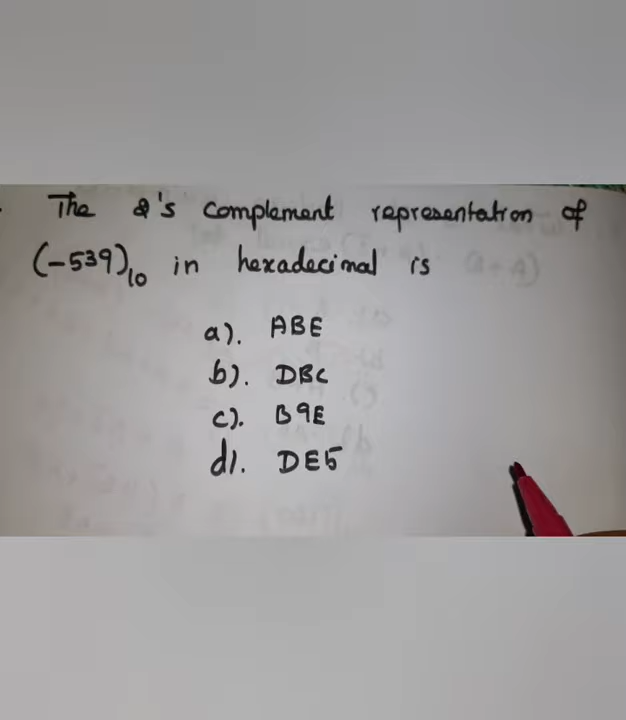 The 2's complement representation of
(-539)10 in hexadecimal is
a). ABE
b). DBC
c). B9E
d). DE5